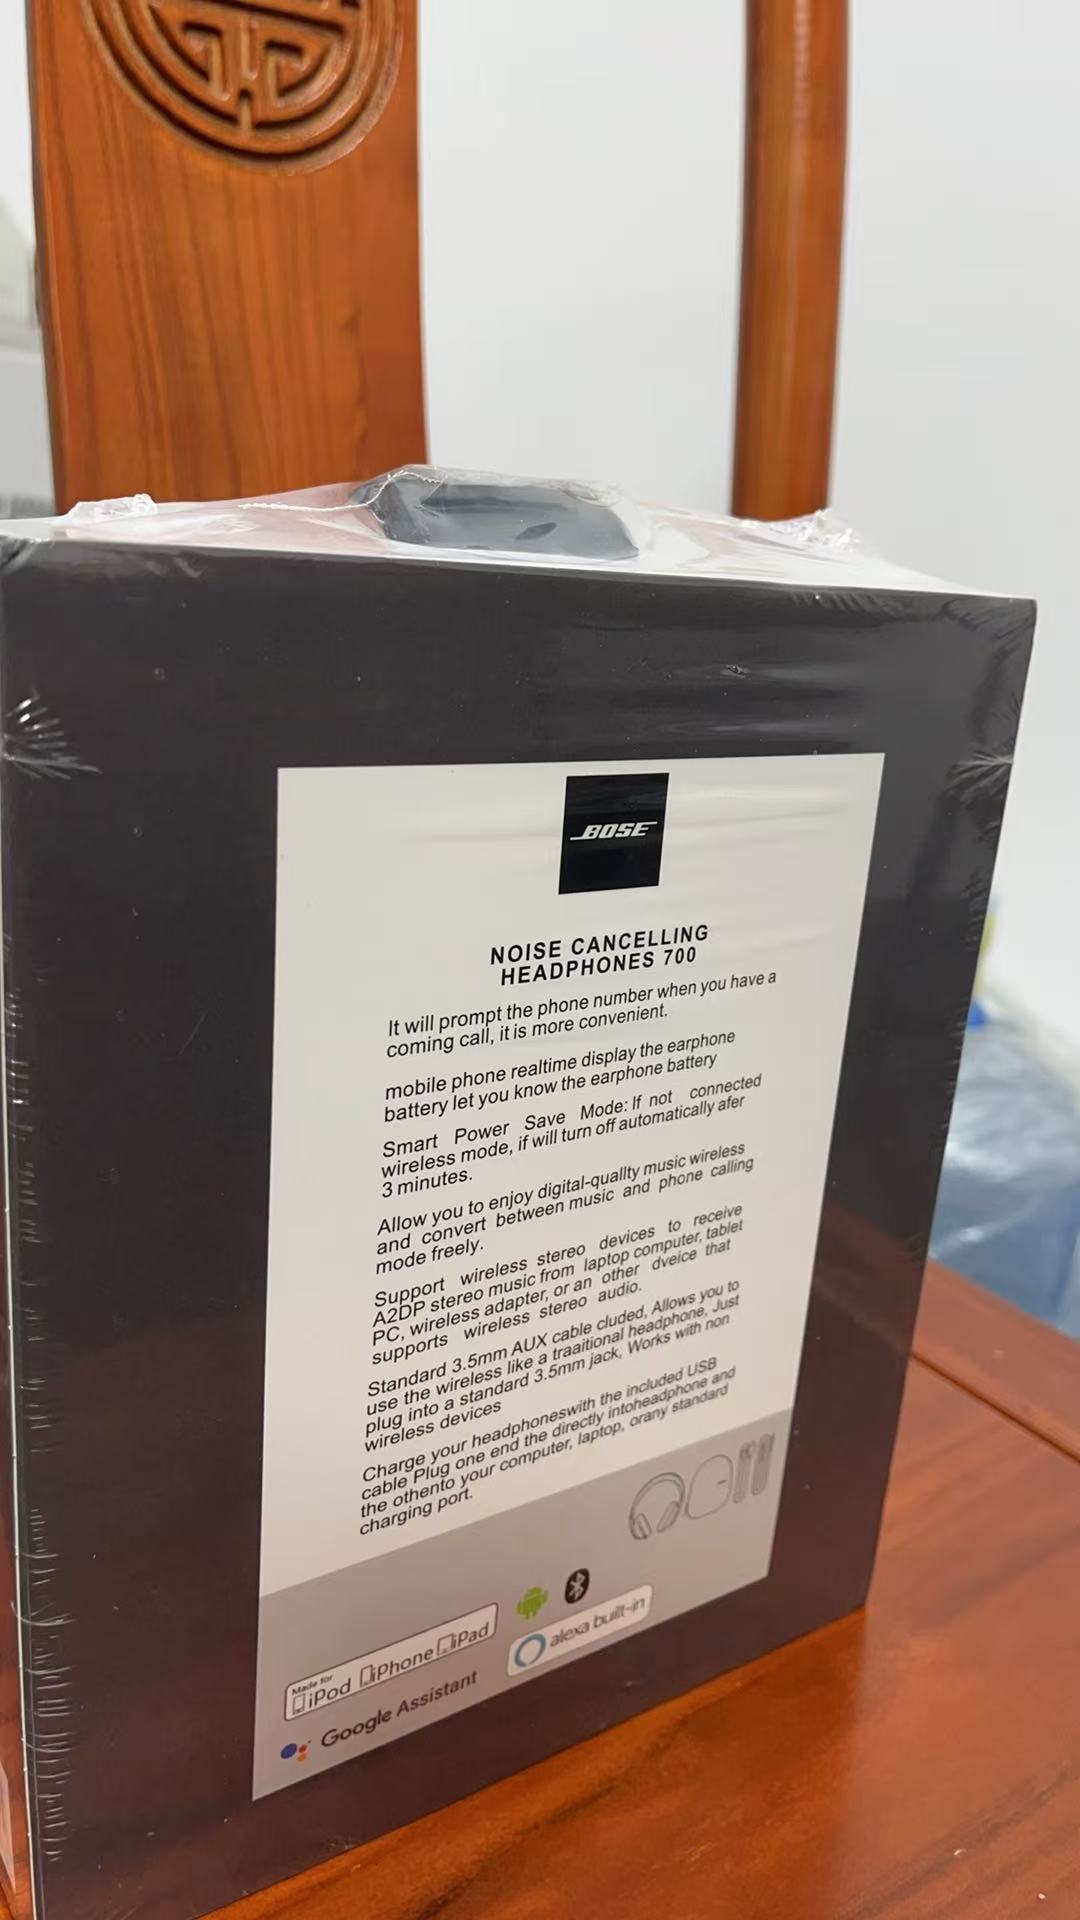 BOSE
NOISE CANCELLING
HEADPHONES 700
It will prompt the phone number when you have a
coming call, it is more convenient.
mobile phone realtime display the earphone
battery let you know the earphone battery
Smart Power Save Mode: If not connected
wireless mode, if will turn off automatically afer
3 minutes.
Allow you to enjoy digital-quallty music wireless
and convert between music and phone calling
mode freely.
Support wireless stereo devices to receive
A2DP stereo music from laptop computer, tablet
PC, wireless adapter, or an other dveice that
supports wireless stereo audio.
Standard 3.5mm AUX cable cluded, Allows you to
use the wireless like a traaitional headphone, Just
plug into a standard 3.5mm jack, Works with non
wireless devices
Charge your headphoneswith the included USB
cable Plug one end the directly intoheadphone and
the othento your computer, laptop, orany standard
charging port.
Made for
iPod iPhone iPad
alexa built-in
Google Assistant